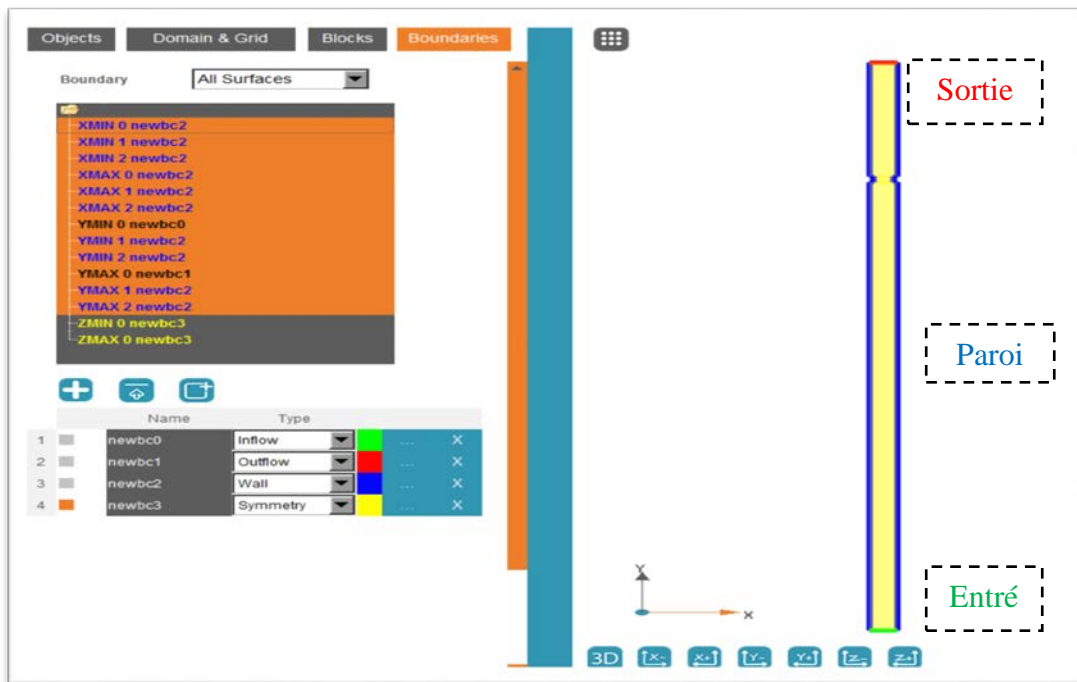 Objects Domain & Grid Blocks Boundaries
Boundary All Surfaces
XMIN 0 newbc2
XMIN 1 newbc2
XMIN 2 newbc2
XMAX 0 newbc2
XMAX 1 newbc2
XMAX 2 newbc2
YMIN 0 newbc0
YMIN 1 newbc2
YMIN 2 newbc2
YMAX 0 newbc1
YMAX 1 newbc2
YMAX 2 newbc2
ZMIN 0 newbc3
ZMAX 0 newbc3
Name Type
1 newbc0 Inflow ... X
2 newbc1 Outflow ... X
3 newbc2 Wall ... X
4 newbc3 Symmetry ... X
Sortie
Paroi
Entré
Y
X
3D X- X+ Y- Y+ Z- Z+